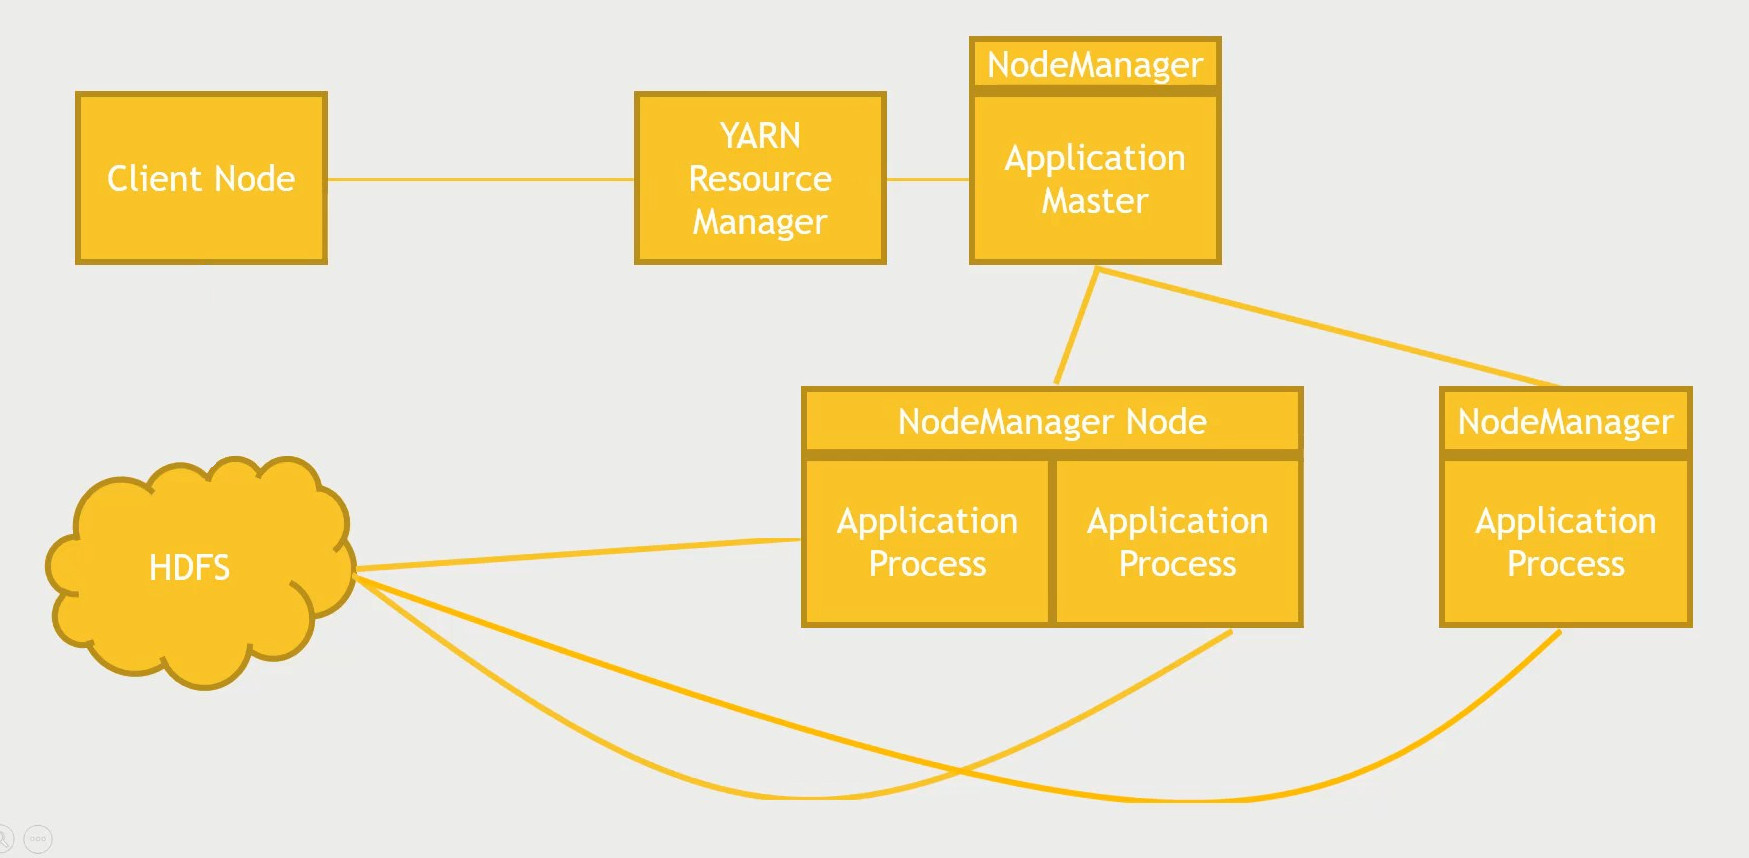 NodeManager
Client Node
YARN
Resource
Manager
Application
Master
NodeManager Node
NodeManager
Application
Process
Application
Process
Application
Process
HDFS